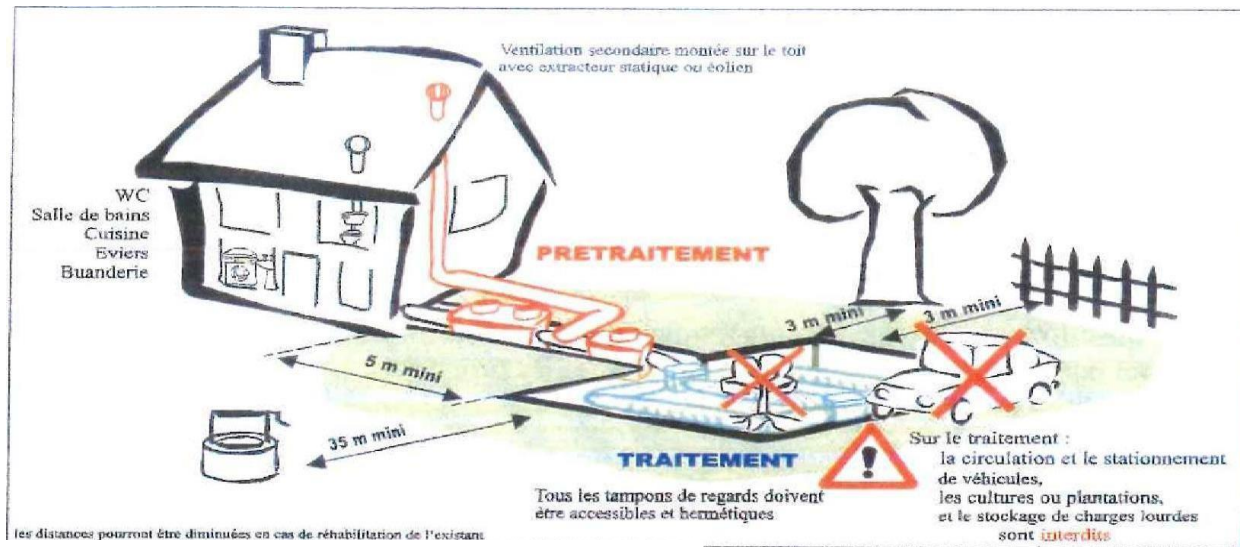 Ventilation secondaire montée sur le toit
avec extracteur statique ou éolien
WC
Salle de bains
Cuisine
Eviers
Buanderie
PRETRAITEMENT
3 m mini
3 m mini
5 m mini
35 m mini
TRAITEMENT
Tous les tampons de regards doivent
être accessibles et hermétiques
!
Sur le traitement :
la circulation et le stationnement
de véhicules,
les cultures ou plantations,
et le stockage de charges lourdes
sont interdits
les distances pourront être diminuées en cas de réhabilitation de l'existant